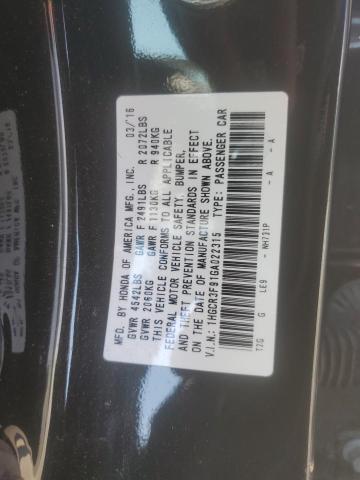 MFD. BY HONDA OF AMERICA MFG., INC. 03/16
GVWR 4542LBS GAWR F 2491LBS R 2072LBS
GVWR 2060KG GAWR F 1130KG R 940KG
THIS VEHICLE CONFORMS TO ALL APPLICABLE
FEDERAL MOTOR VEHICLE SAFETY, BUMPER,
AND THEFT PREVENTION STANDARDS IN EFFECT
ON THE DATE OF MANUFACTURE SHOWN ABOVE.
V.I.N.: 1HGCR3F91GA022315 TYPE: PASSENGER CAR
T2G G LE9 - NH731P - A - A